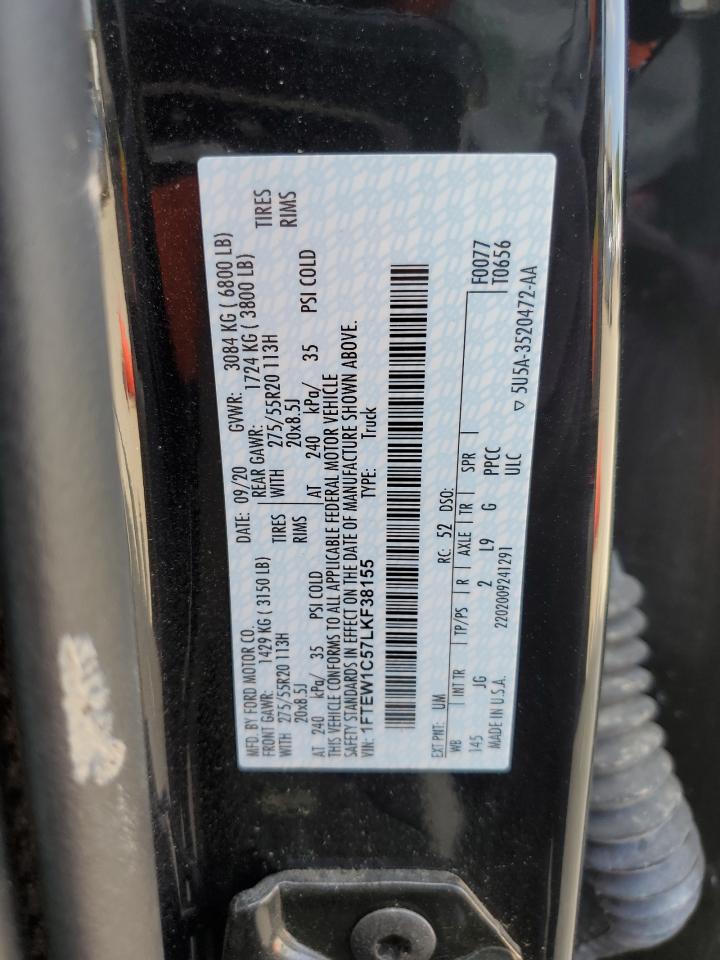 MFD. BY FORD MOTOR CO. DATE: 09/20 GVWR: 3084 KG ( 6800 LB)
FRONT GAWR: 1429 KG ( 3150 LB) REAR GAWR: 1724 KG ( 3800 LB)
WITH 275/55R20 113H TIRES WITH 275/55R20 113H TIRES
20x8.5J RIMS 20x8.5J RIMS
AT 240 kPa/ 35 PSI COLD AT 240 kPa/ 35 PSI COLD
THIS VEHICLE CONFORMS TO ALL APPLICABLE FEDERAL MOTOR VEHICLE
SAFETY STANDARDS IN EFFECT ON THE DATE OF MANUFACTURE SHOWN ABOVE.
VIN: 1FTEW1C57LKF38155 TYPE: Truck
EXT PNT: UM RC: 52 DSO: F0077
WB INT TR TP/PS R AXLE TR SPR T0656
145 JG 2 L9 G PPCC
MADE IN U.S.A. 2202009241291 ULC ▽ 5U5A-3520472-AA